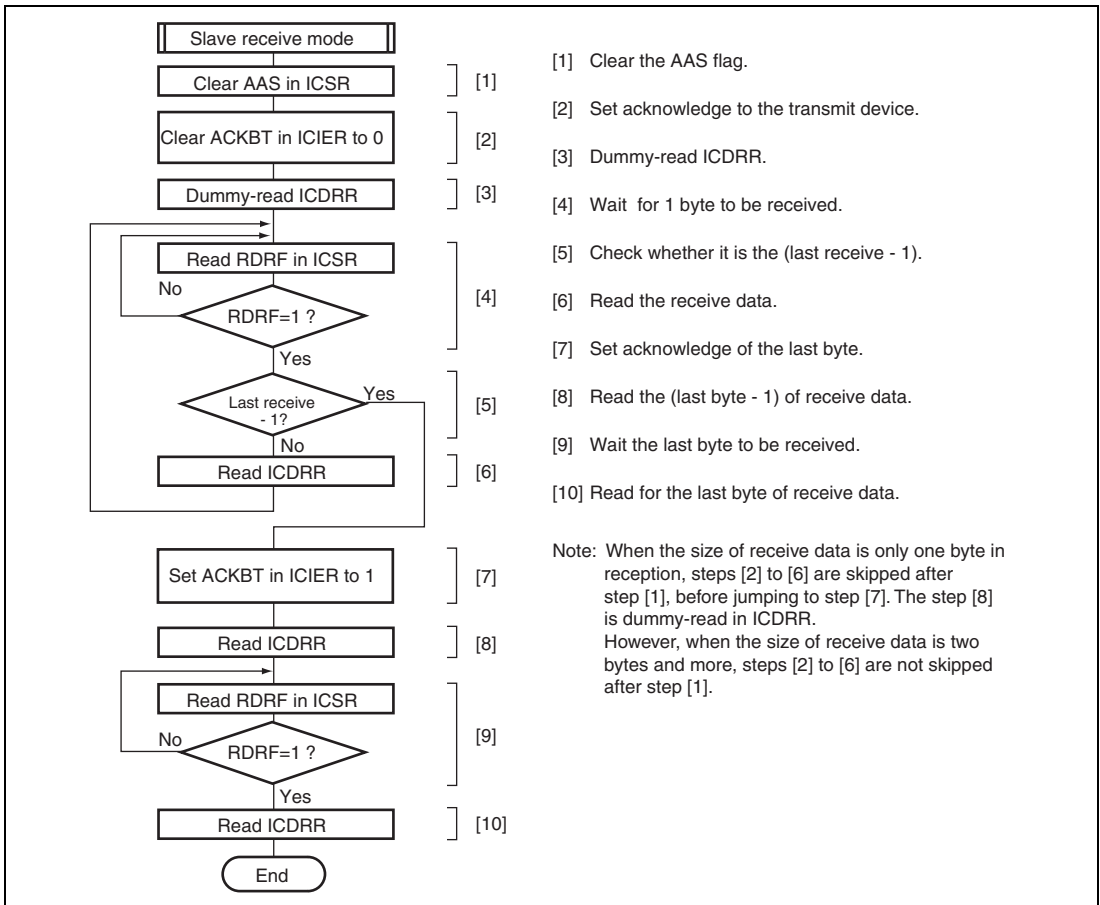 Slave receive mode
Clear AAS in ICSR
[1]
Clear ACKBT in ICIER to 0
[2]
Dummy-read ICDRR
[3]
Read RDRF in ICSR
No
RDRF=1 ?
[4]
Yes
Last receive
- 1?
Yes
[5]
No
Read ICDRR
[6]
Set ACKBT in ICIER to 1
[7]
Read ICDRR
[8]
Read RDRF in ICSR
No
RDRF=1 ?
[9]
Yes
Read ICDRR
[10]
End
[1] Clear the AAS flag.
[2] Set acknowledge to the transmit device.
[3] Dummy-read ICDRR.
[4] Wait for 1 byte to be received.
[5] Check whether it is the (last receive - 1).
[6] Read the receive data.
[7] Set acknowledge of the last byte.
[8] Read the (last byte - 1) of receive data.
[9] Wait the last byte to be received.
[10] Read for the last byte of receive data.
Note: When the size of receive data is only one byte in
reception, steps [2] to [6] are skipped after
step [1], before jumping to step [7]. The step [8]
is dummy-read in ICDRR.
However, when the size of receive data is two
bytes and more, steps [2] to [6] are not skipped
after step [1].